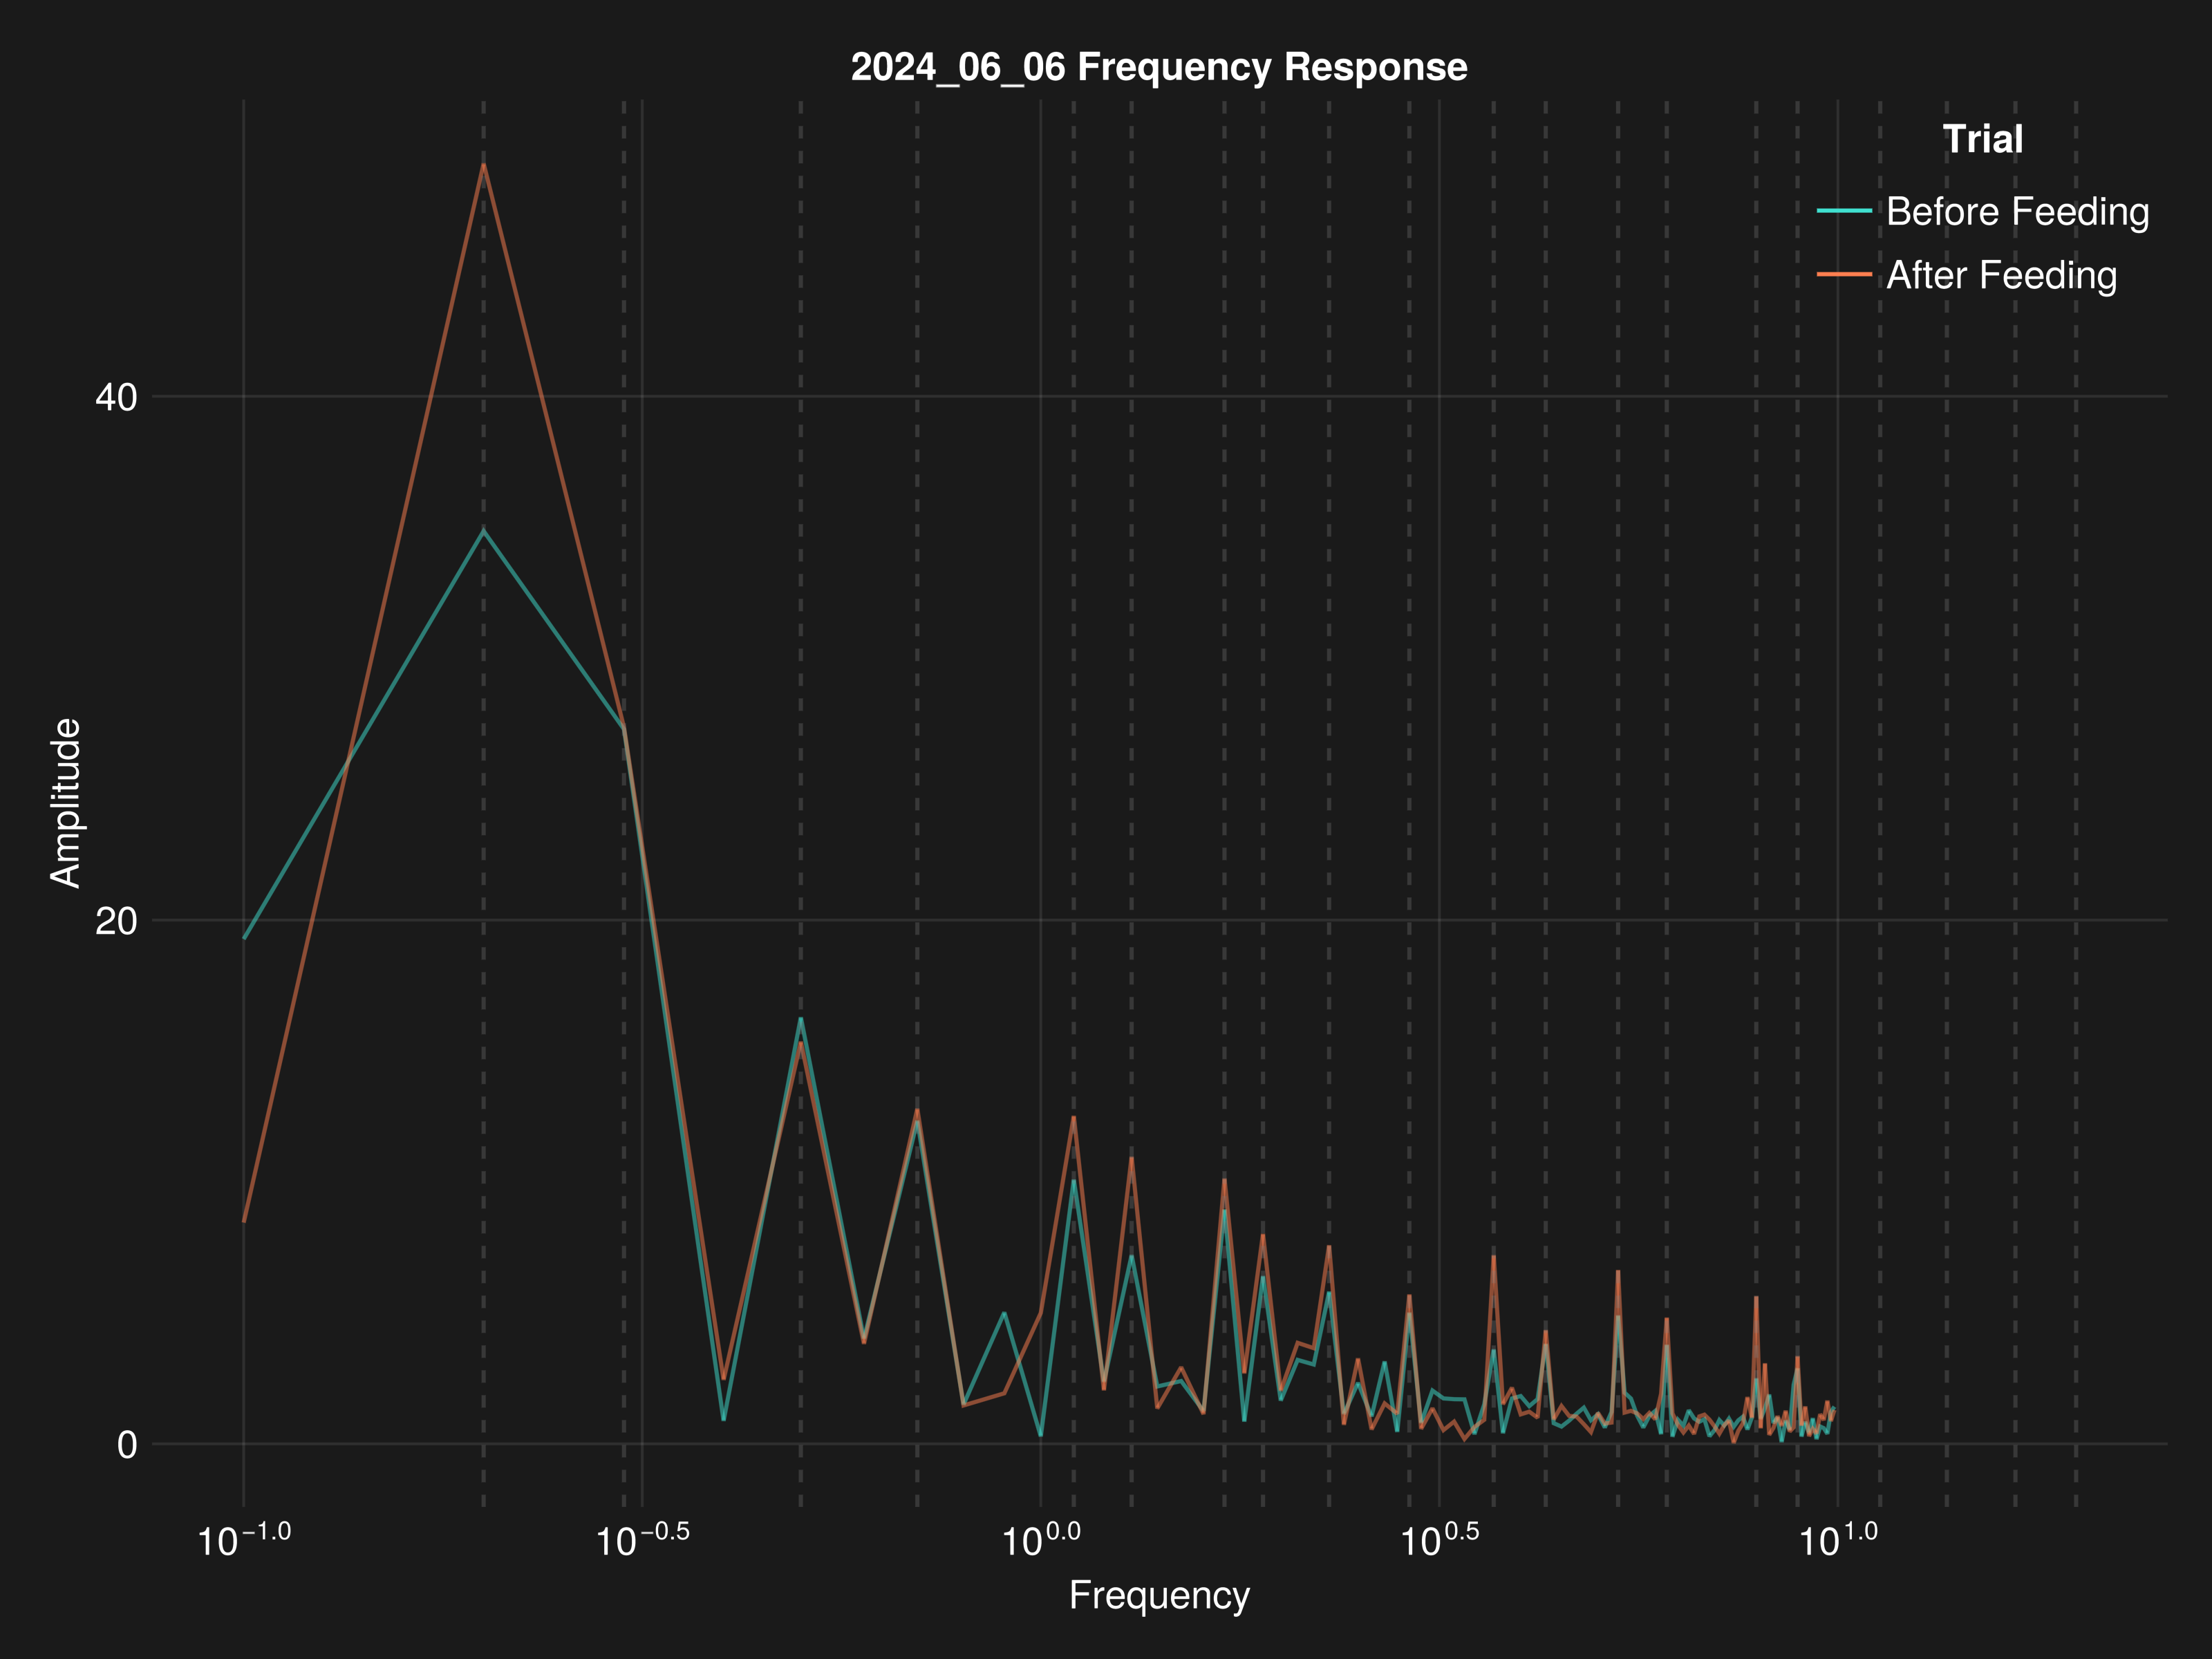 2024_06_06 Frequency Response
Trial
Before Feeding
After Feeding
Amplitude
40
20
0
10^−1.0
10^−0.5
10^0.0
10^0.5
10^1.0
Frequency